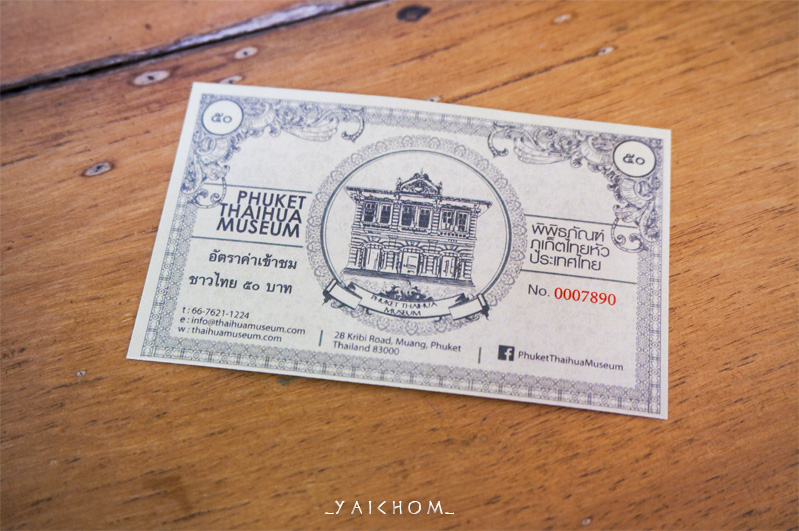 ๕๐
๕๐
PHUKET
THAIHUA
MUSEUM
อัตราค่าเข้าชม
ชาวไทย ๕๐ บาท
t : 66-7621-1224
e : info@thaihuamuseum.com
w : thaihuamuseum.com
PHUKET THAIHUA
MUSEUM
28 Kribi Road, Muang, Phuket
Thailand 83000
พิพิธภัณฑ์
ภูเก็ตไทยหัว
ประเทศไทย
No. 0007890
f PhuketThaihuaMuseum
_YAICHOM_